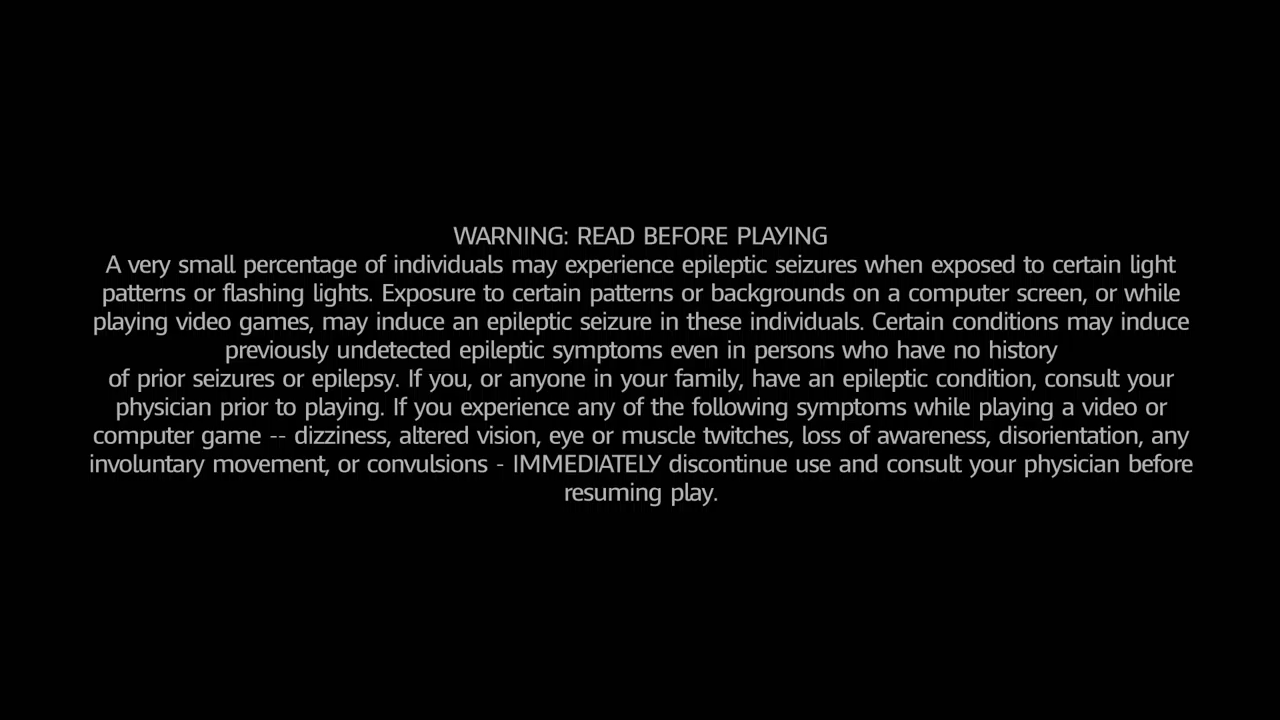 WARNING: READ BEFORE PLAYING
A very small percentage of individuals may experience epileptic seizures when exposed to certain light
patterns or flashing lights. Exposure to certain patterns or backgrounds on a computer screen, or while
playing video games, may induce an epileptic seizure in these individuals. Certain conditions may induce
previously undetected epileptic symptoms even in persons who have no history
of prior seizures or epilepsy. If you, or anyone in your family, have an epileptic condition, consult your
physician prior to playing. If you experience any of the following symptoms while playing a video or
computer game -- dizziness, altered vision, eye or muscle twitches, loss of awareness, disorientation, any
involuntary movement, or convulsions - IMMEDIATELY discontinue use and consult your physician before
resuming play.